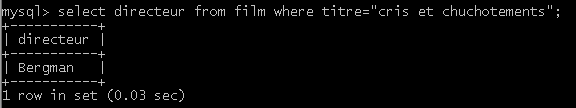 mysql> select directeur from film where titre="cris et chuchotements";
+-----------+
| directeur |
+-----------+
| Bergman   |
+-----------+
1 row in set (0.03 sec)